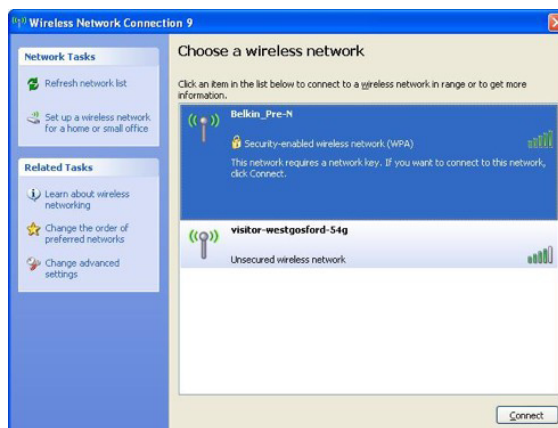 Wireless Network Connection 9
Network Tasks
Refresh network list
Set up a wireless network
for a home or small office
Related Tasks
Learn about wireless
networking
Change the order of
preferred networks
Change advanced
settings
Choose a wireless network
Click an item in the list below to connect to a wireless network in range or to get more
information.
Belkin_Pre-N
Security-enabled wireless network (WPA)
This network requires a network key. If you want to connect to this network,
click Connect.
visitor-westgosford-54g
Unsecured wireless network
Connect